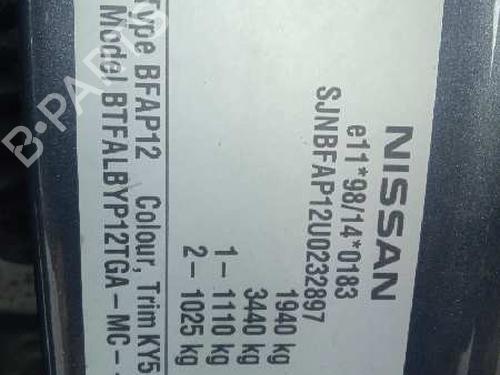 NISSAN
e11*98/14*0183
SJNBFAP12U0232897
1940 kg
3440 kg
1 - 1110 kg
2 - 1025 kg
Type BFAP12 Colour, Trim KY5
Model BTFALBYP12TGA - MC -
B-PARTS